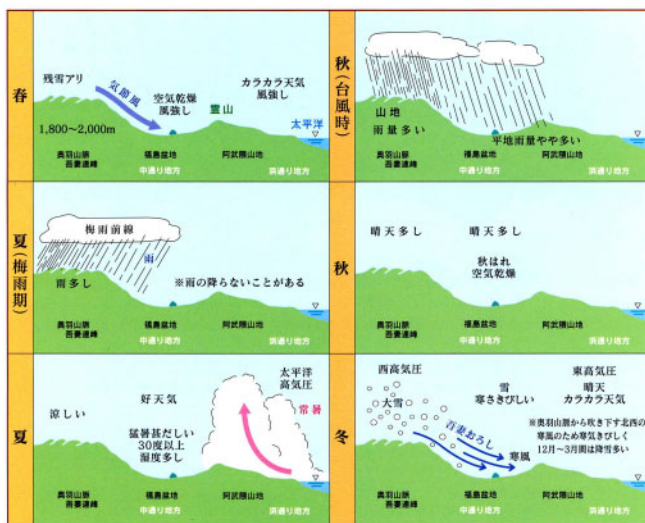 春
残雪アリ
気節風
空気乾燥
風強し
霊山
カラカラ天気
風強し
太平洋
1,800〜2,000m
奥羽山脈
吾妻連峰
福島盆地
中通り地方
阿武隈山地
浜通り地方
夏(梅雨期)
梅雨前線
雨
雨多し
※雨の降らないことがある
奥羽山脈
吾妻連峰
福島盆地
中通り地方
阿武隈山地
浜通り地方
夏
涼しい
好天気
猛暑甚だしい
30度以上
湿度多し
太平洋
高気圧
常暑
奥羽山脈
吾妻連峰
福島盆地
中通り地方
阿武隈山地
浜通り地方
秋(台風時)
山地
雨量多い
平地雨量やや多い
奥羽山脈
吾妻連峰
福島盆地
中通り地方
阿武隈山地
浜通り地方
秋
晴天多し
晴天多し
秋はれ
空気乾燥
奥羽山脈
吾妻連峰
福島盆地
中通り地方
阿武隈山地
浜通り地方
冬
西高気圧
大雪
雪
寒さきびしい
東高気圧
晴天
カラカラ天気
吾妻おろし
寒風
※奥羽山脈から吹き下す北西の
寒風のため寒気きびしく
12月〜3月間は降雪多い
奥羽山脈
吾妻連峰
福島盆地
中通り地方
阿武隈山地
浜通り地方